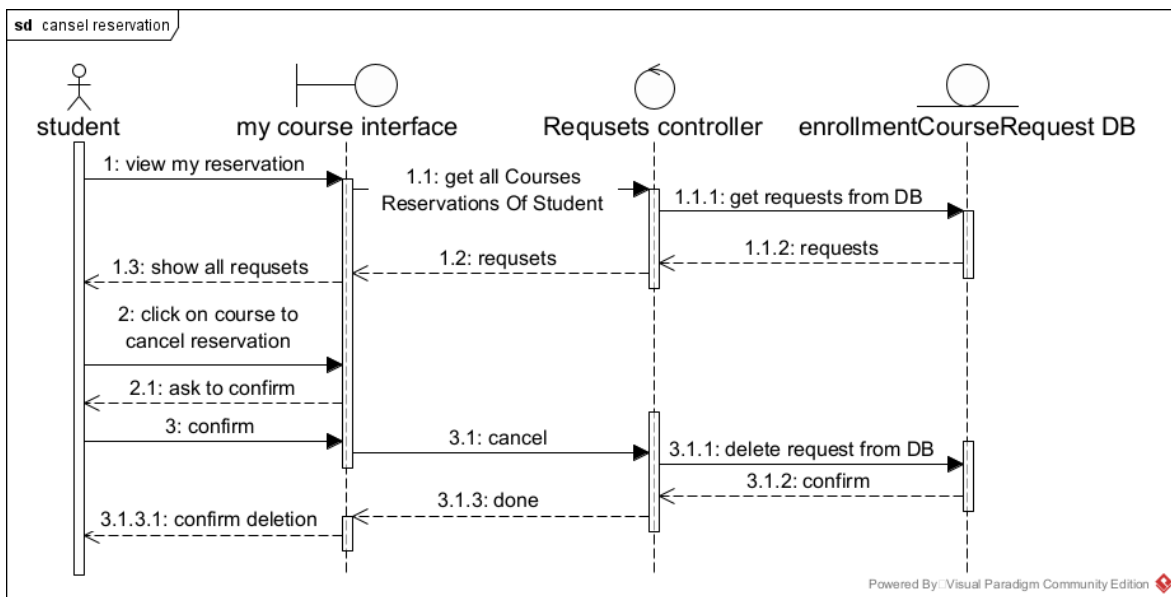 sd cansel reservation
student
my course interface
Requsets controller
enrollmentCourseRequest DB
1: view my reservation
1.1: get all Courses
Reservations Of Student
1.1.1: get requests from DB
1.1.2: requests
1.2: requsets
1.3: show all requsets
2: click on course to
cancel reservation
2.1: ask to confirm
3: confirm
3.1: cancel
3.1.1: delete request from DB
3.1.2: confirm
3.1.3: done
3.1.3.1: confirm deletion
Powered By Visual Paradigm Community Edition